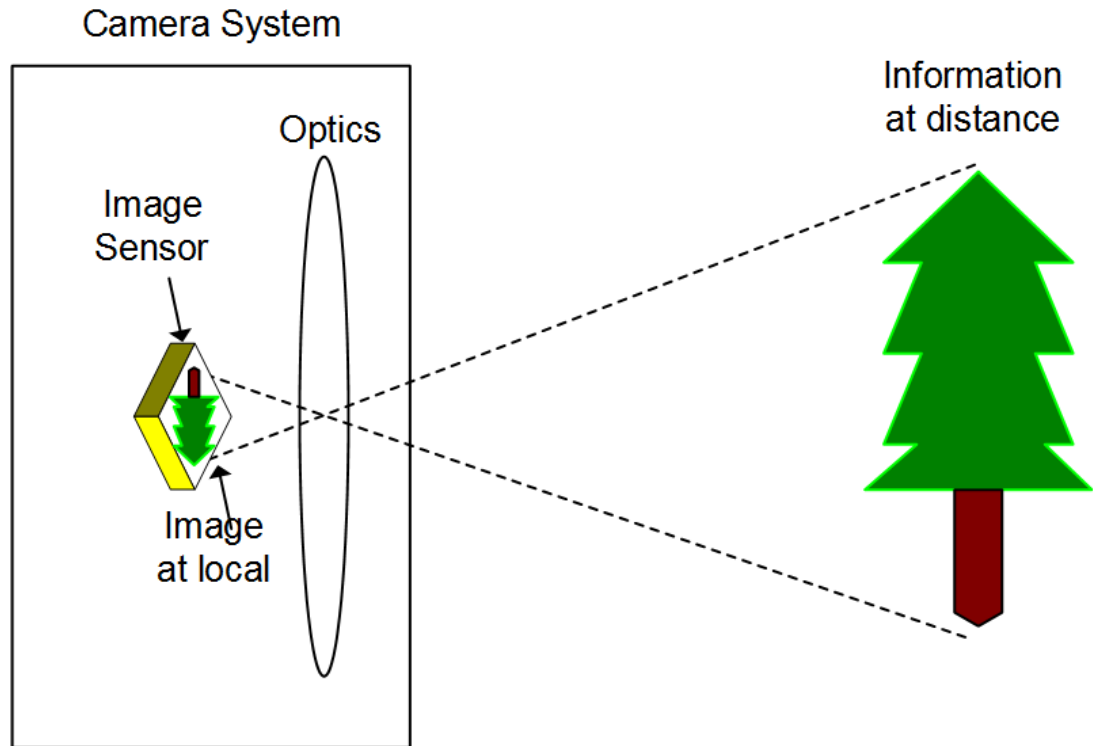 Camera System
Information
at distance
Optics
Image
Sensor
Image
at local